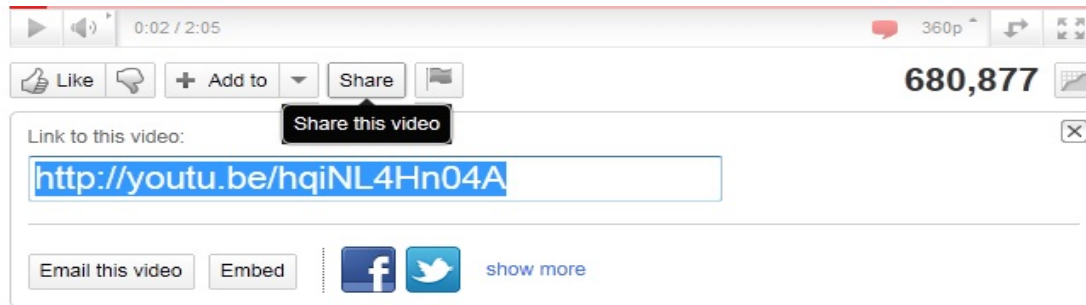 0:02 / 2:05 360p
Like Add to Share 680,877
Share this video
Link to this video:
http://youtu.be/hqiNL4Hn04A
Email this video Embed show more